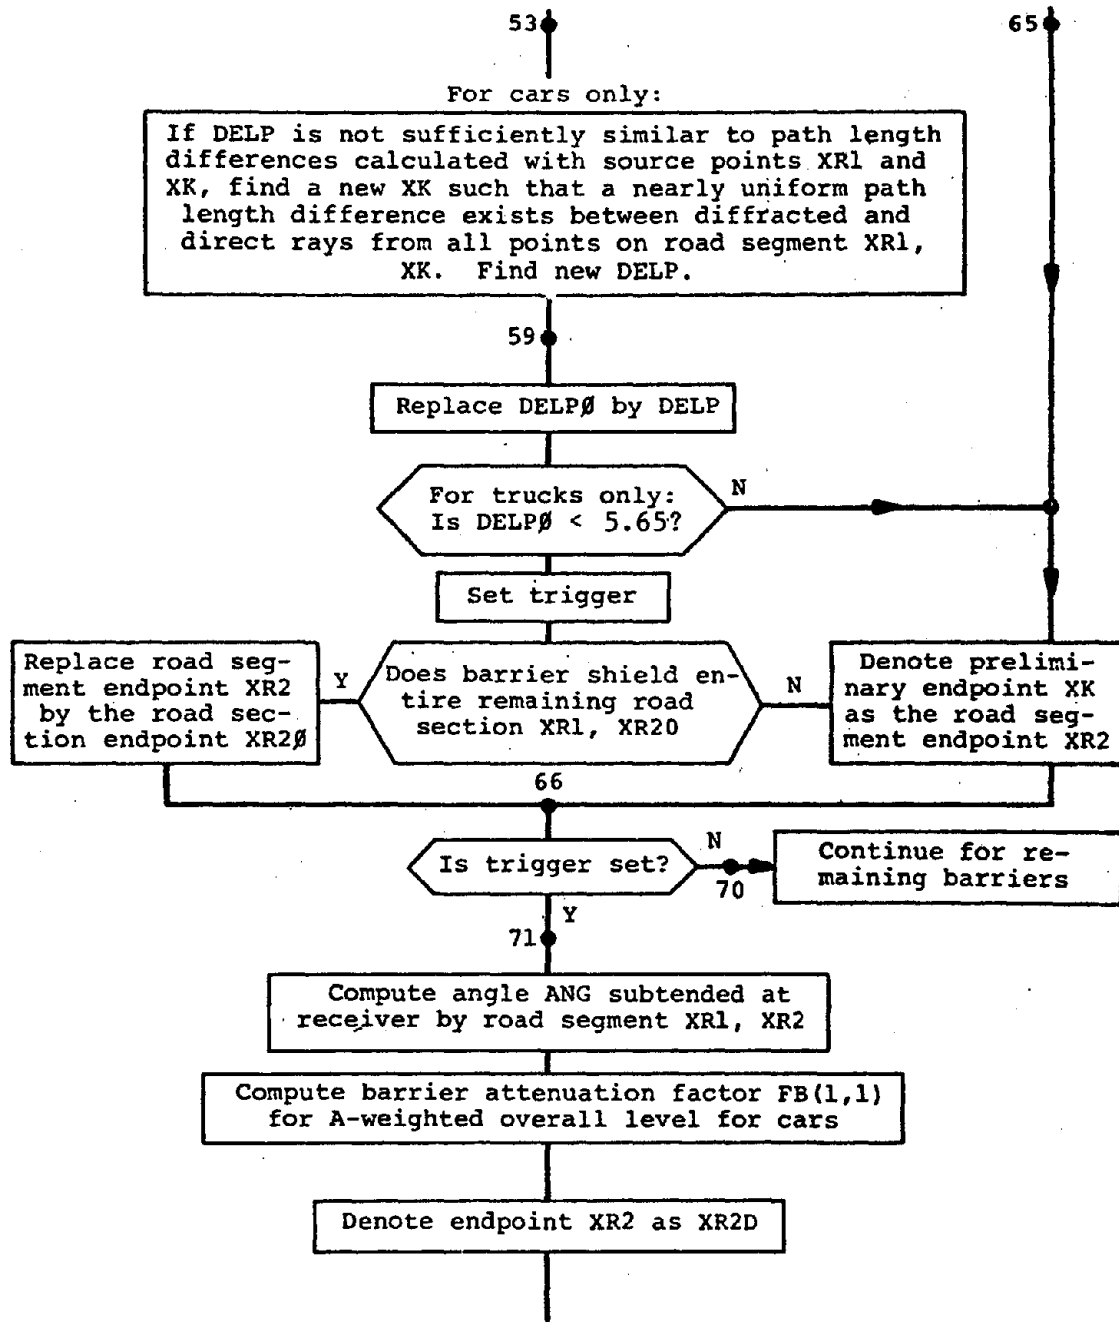 53
65
For cars only:
If DELP is not sufficiently similar to path length
differences calculated with source points XR1 and
XK, find a new XK such that a nearly uniform path
length difference exists between diffracted and
direct rays from all points on road segment XR1,
XK. Find new DELP.
59
Replace DELPØ by DELP
For trucks only:
Is DELPØ < 5.65?
N
Set trigger
Replace road seg-
ment endpoint XR2
by the road sec-
tion endpoint XR2Ø
Y
Does barrier shield en-
tire remaining road
section XR1, XR20
N
Denote prelimi-
nary endpoint XK
as the road seg-
ment endpoint XR2
66
Is trigger set?
N
70
Continue for re-
maining barriers
Y
71
Compute angle ANG subtended at
receiver by road segment XR1, XR2
Compute barrier attenuation factor FB(1,1)
for A-weighted overall level for cars
Denote endpoint XR2 as XR2D